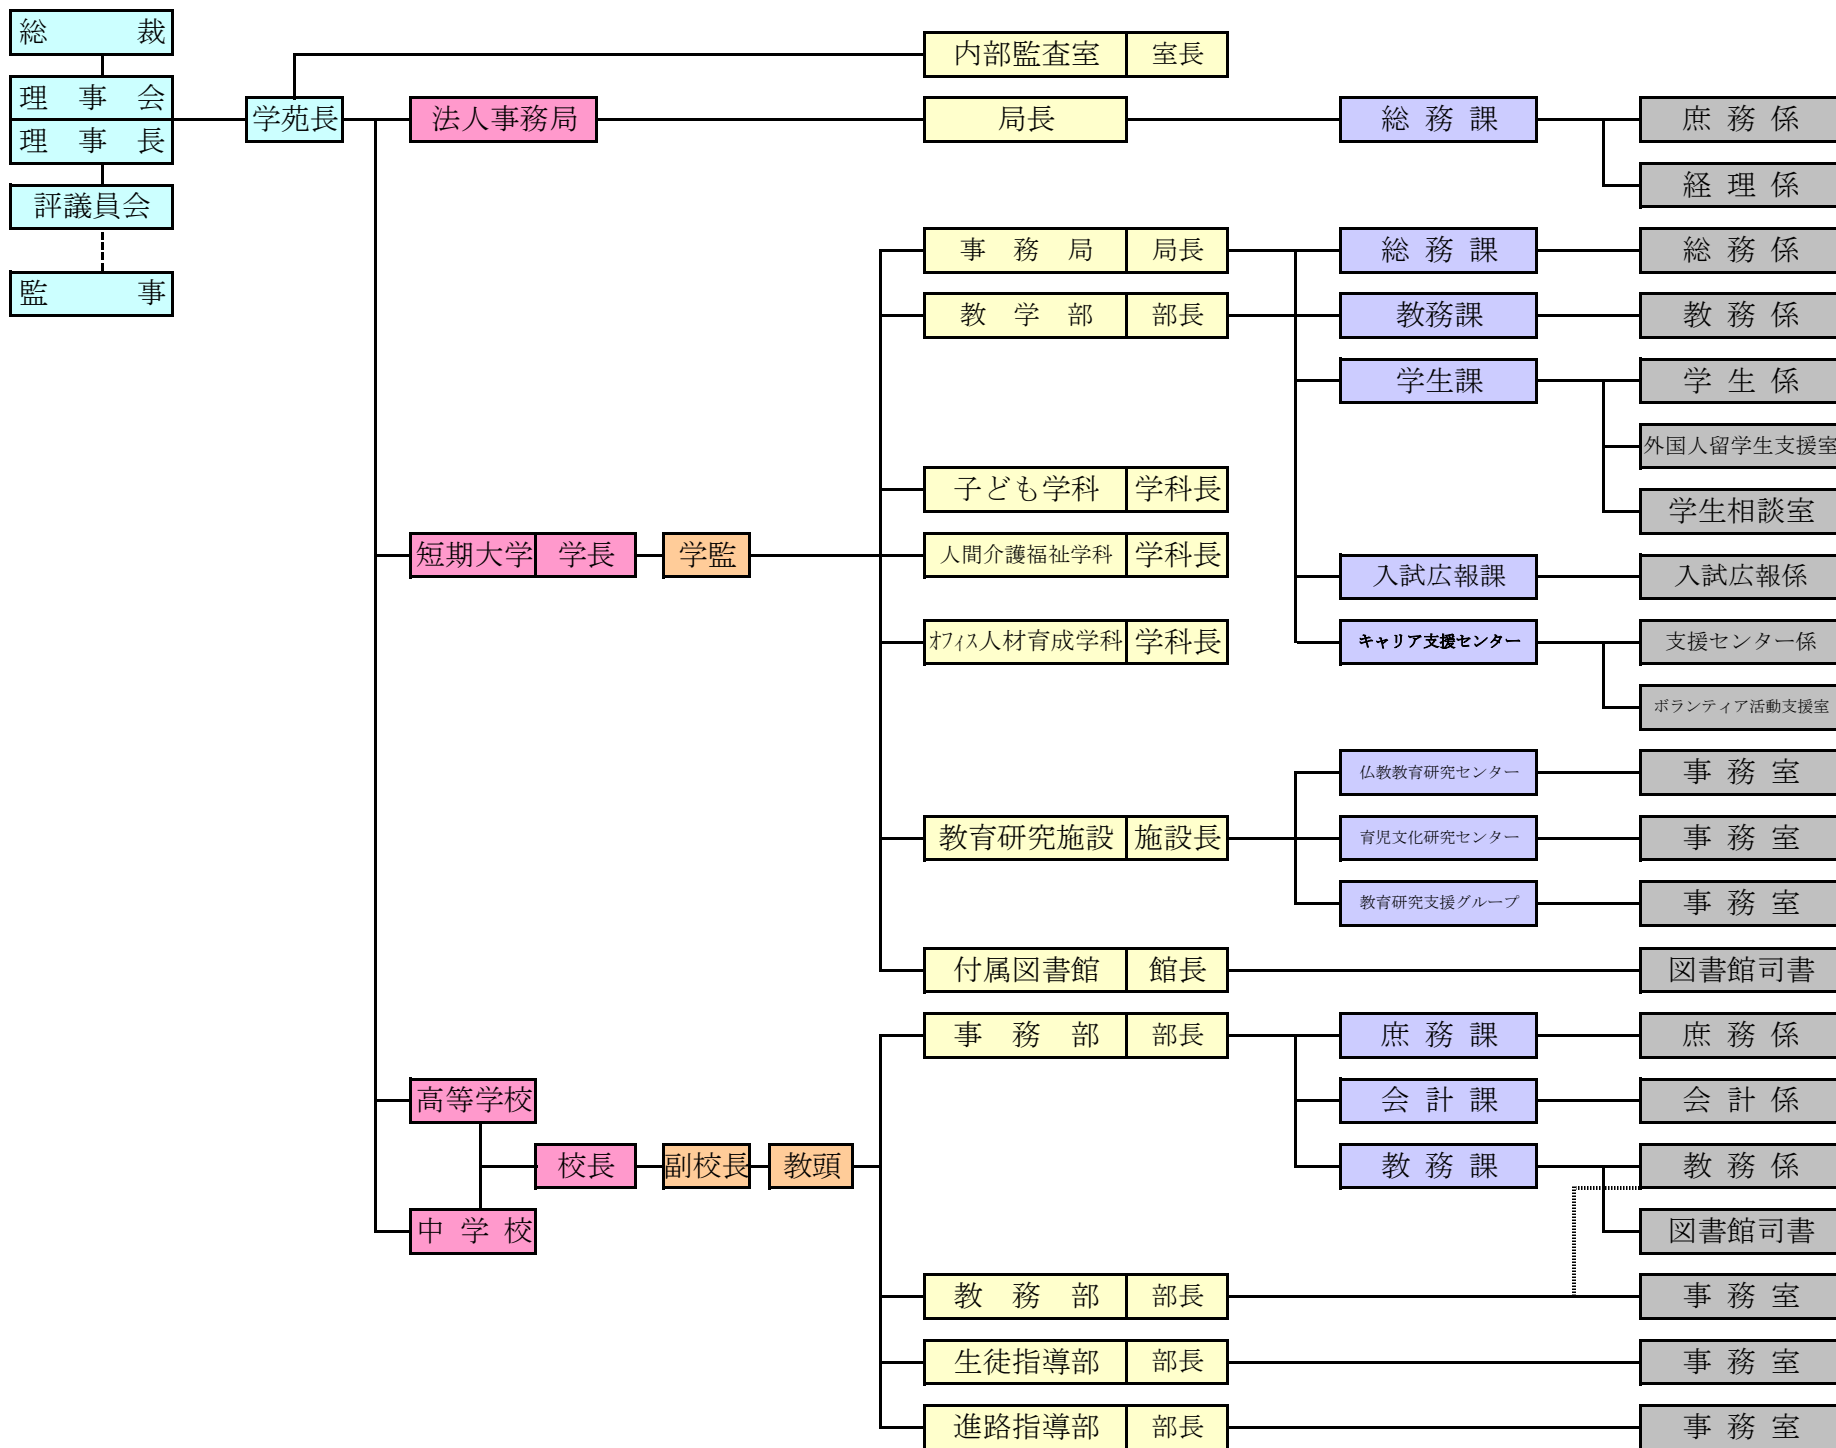 総 裁
内部監査室 室長
理 事 会
学苑長 法人事務局 局長 総 務 課 庶 務 係
理 事 長
経 理 係
評議員会
事 務 局 局長 総 務 課 総 務 係
監 事
教 学 部 部長 教務課 教 務 係
学生課 学 生 係
外国人留学生支援室
子ども学科 学科長
学生相談室
短期大学 学長 学監 人間介護福祉学科 学科長
入試広報課 入試広報係
オフィス人材育成学科 学科長 キャリア支援センター 支援センター係
ボランティア活動支援室
仏教教育研究センター 事 務 室
教育研究施設 施設長 育児文化研究センター 事 務 室
教育研究支援グループ 事 務 室
付属図書館 館長 図書館司書
事 務 部 部長 庶 務 課 庶 務 係
高等学校 会 計 課 会 計 係
校長 副校長 教頭 教 務 課 教 務 係
中 学 校 図書館司書
教 務 部 部長 事 務 室
生徒指導部 部長 事 務 室
進路指導部 部長 事 務 室